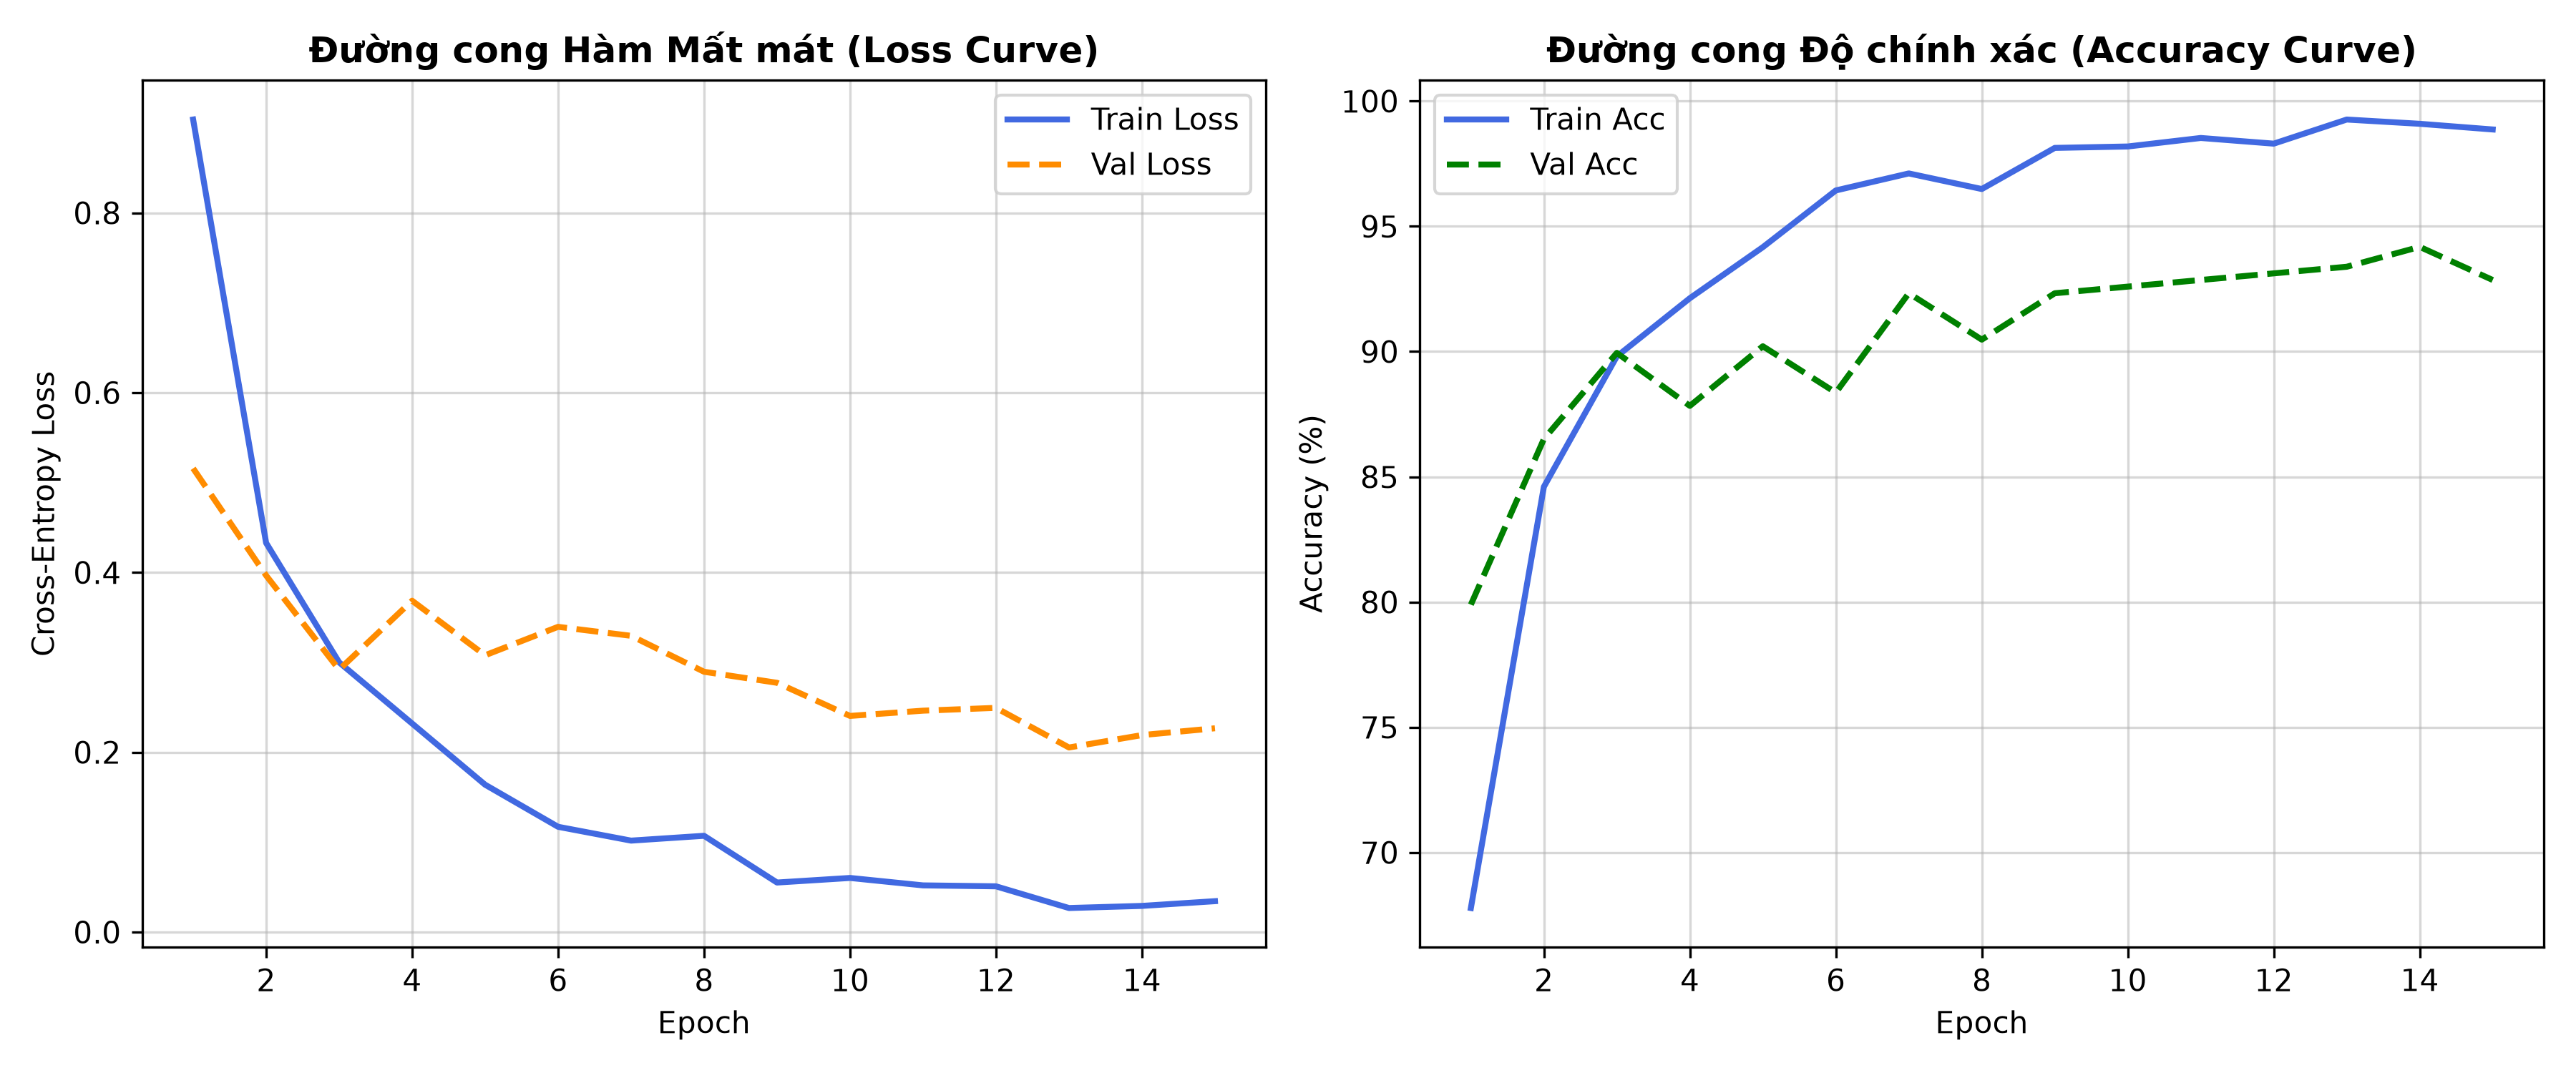 Đường cong Hàm Mất mát (Loss Curve)
Train Loss
Val Loss
0.8
0.6
0.4
0.2
0.0
Cross-Entropy Loss
2 4 6 8 10 12 14
Epoch
Đường cong Độ chính xác (Accuracy Curve)
Train Acc
Val Acc
100
95
90
85
80
75
70
Accuracy (%)
2 4 6 8 10 12 14
Epoch